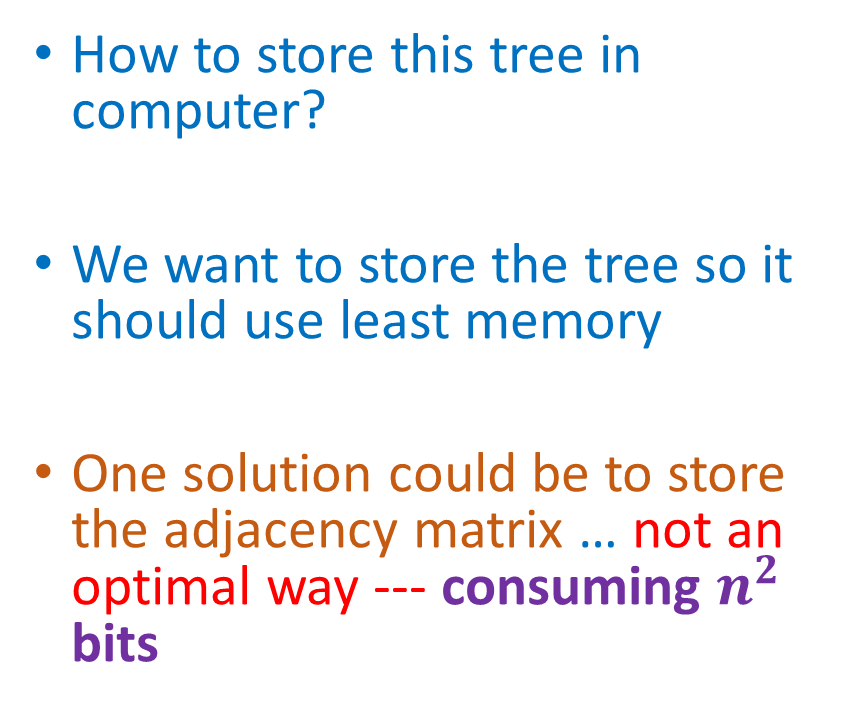 • How to store this tree in
computer?
• We want to store the tree so it
should use least memory
• One solution could be to store
the adjacency matrix ... not an
optimal way --- consuming n²
bits